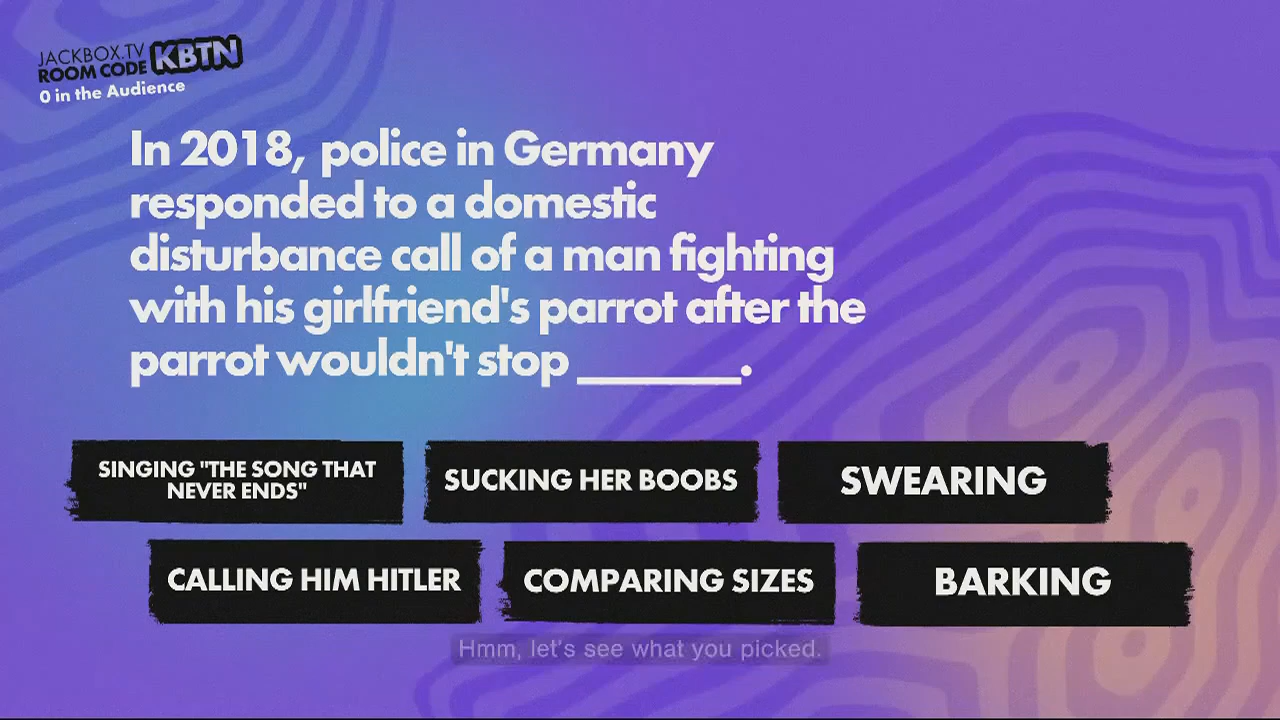 JACKBOX.TV
ROOM CODE KBTN
0 in the Audience
In 2018, police in Germany
responded to a domestic
disturbance call of a man fighting
with his girlfriend's parrot after the
parrot wouldn't stop ________.
SINGING "THE SONG THAT
NEVER ENDS"
SUCKING HER BOOBS
SWEARING
CALLING HIM HITLER
COMPARING SIZES
BARKING
Hmm, let's see what you picked.